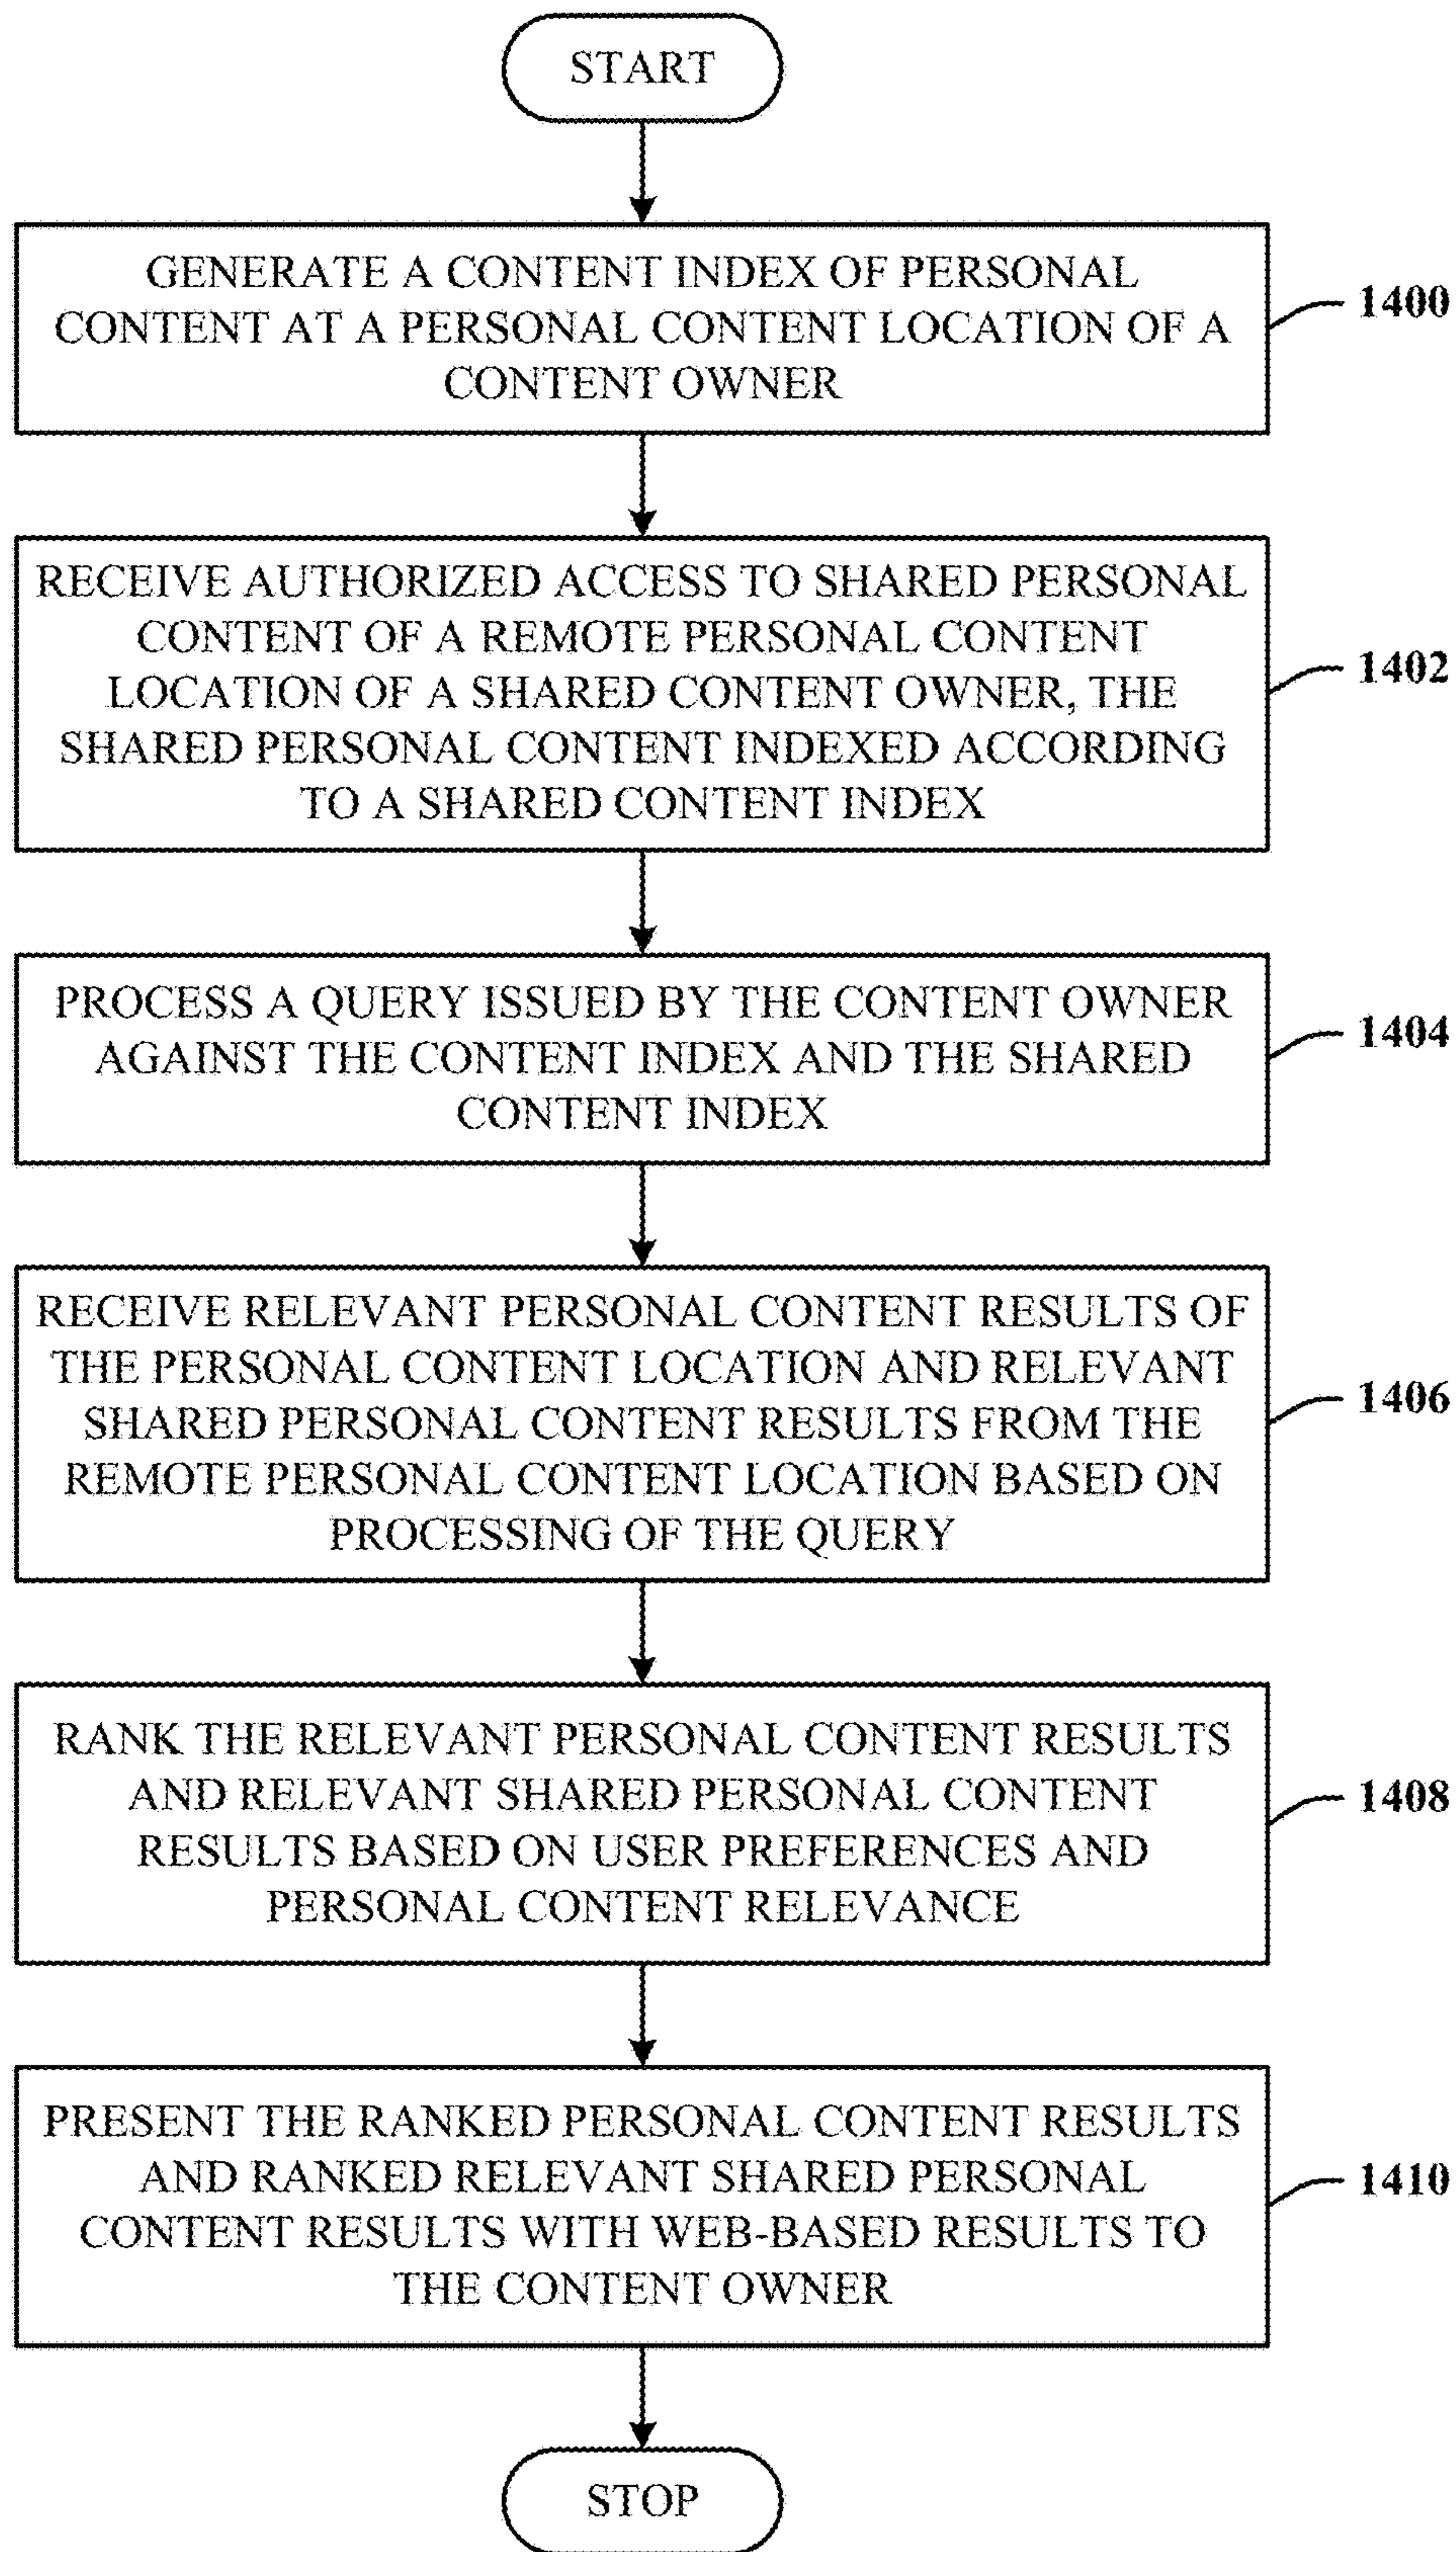 START
GENERATE A CONTENT INDEX OF PERSONAL
CONTENT AT A PERSONAL CONTENT LOCATION OF A
CONTENT OWNER
1400
RECEIVE AUTHORIZED ACCESS TO SHARED PERSONAL
CONTENT OF A REMOTE PERSONAL CONTENT
LOCATION OF A SHARED CONTENT OWNER, THE
SHARED PERSONAL CONTENT INDEXED ACCORDING
TO A SHARED CONTENT INDEX
1402
PROCESS A QUERY ISSUED BY THE CONTENT OWNER
AGAINST THE CONTENT INDEX AND THE SHARED
CONTENT INDEX
1404
RECEIVE RELEVANT PERSONAL CONTENT RESULTS OF
THE PERSONAL CONTENT LOCATION AND RELEVANT
SHARED PERSONAL CONTENT RESULTS FROM THE
REMOTE PERSONAL CONTENT LOCATION BASED ON
PROCESSING OF THE QUERY
1406
RANK THE RELEVANT PERSONAL CONTENT RESULTS
AND RELEVANT SHARED PERSONAL CONTENT
RESULTS BASED ON USER PREFERENCES AND
PERSONAL CONTENT RELEVANCE
1408
PRESENT THE RANKED PERSONAL CONTENT RESULTS
AND RANKED RELEVANT SHARED PERSONAL
CONTENT RESULTS WITH WEB-BASED RESULTS TO
THE CONTENT OWNER
1410
STOP